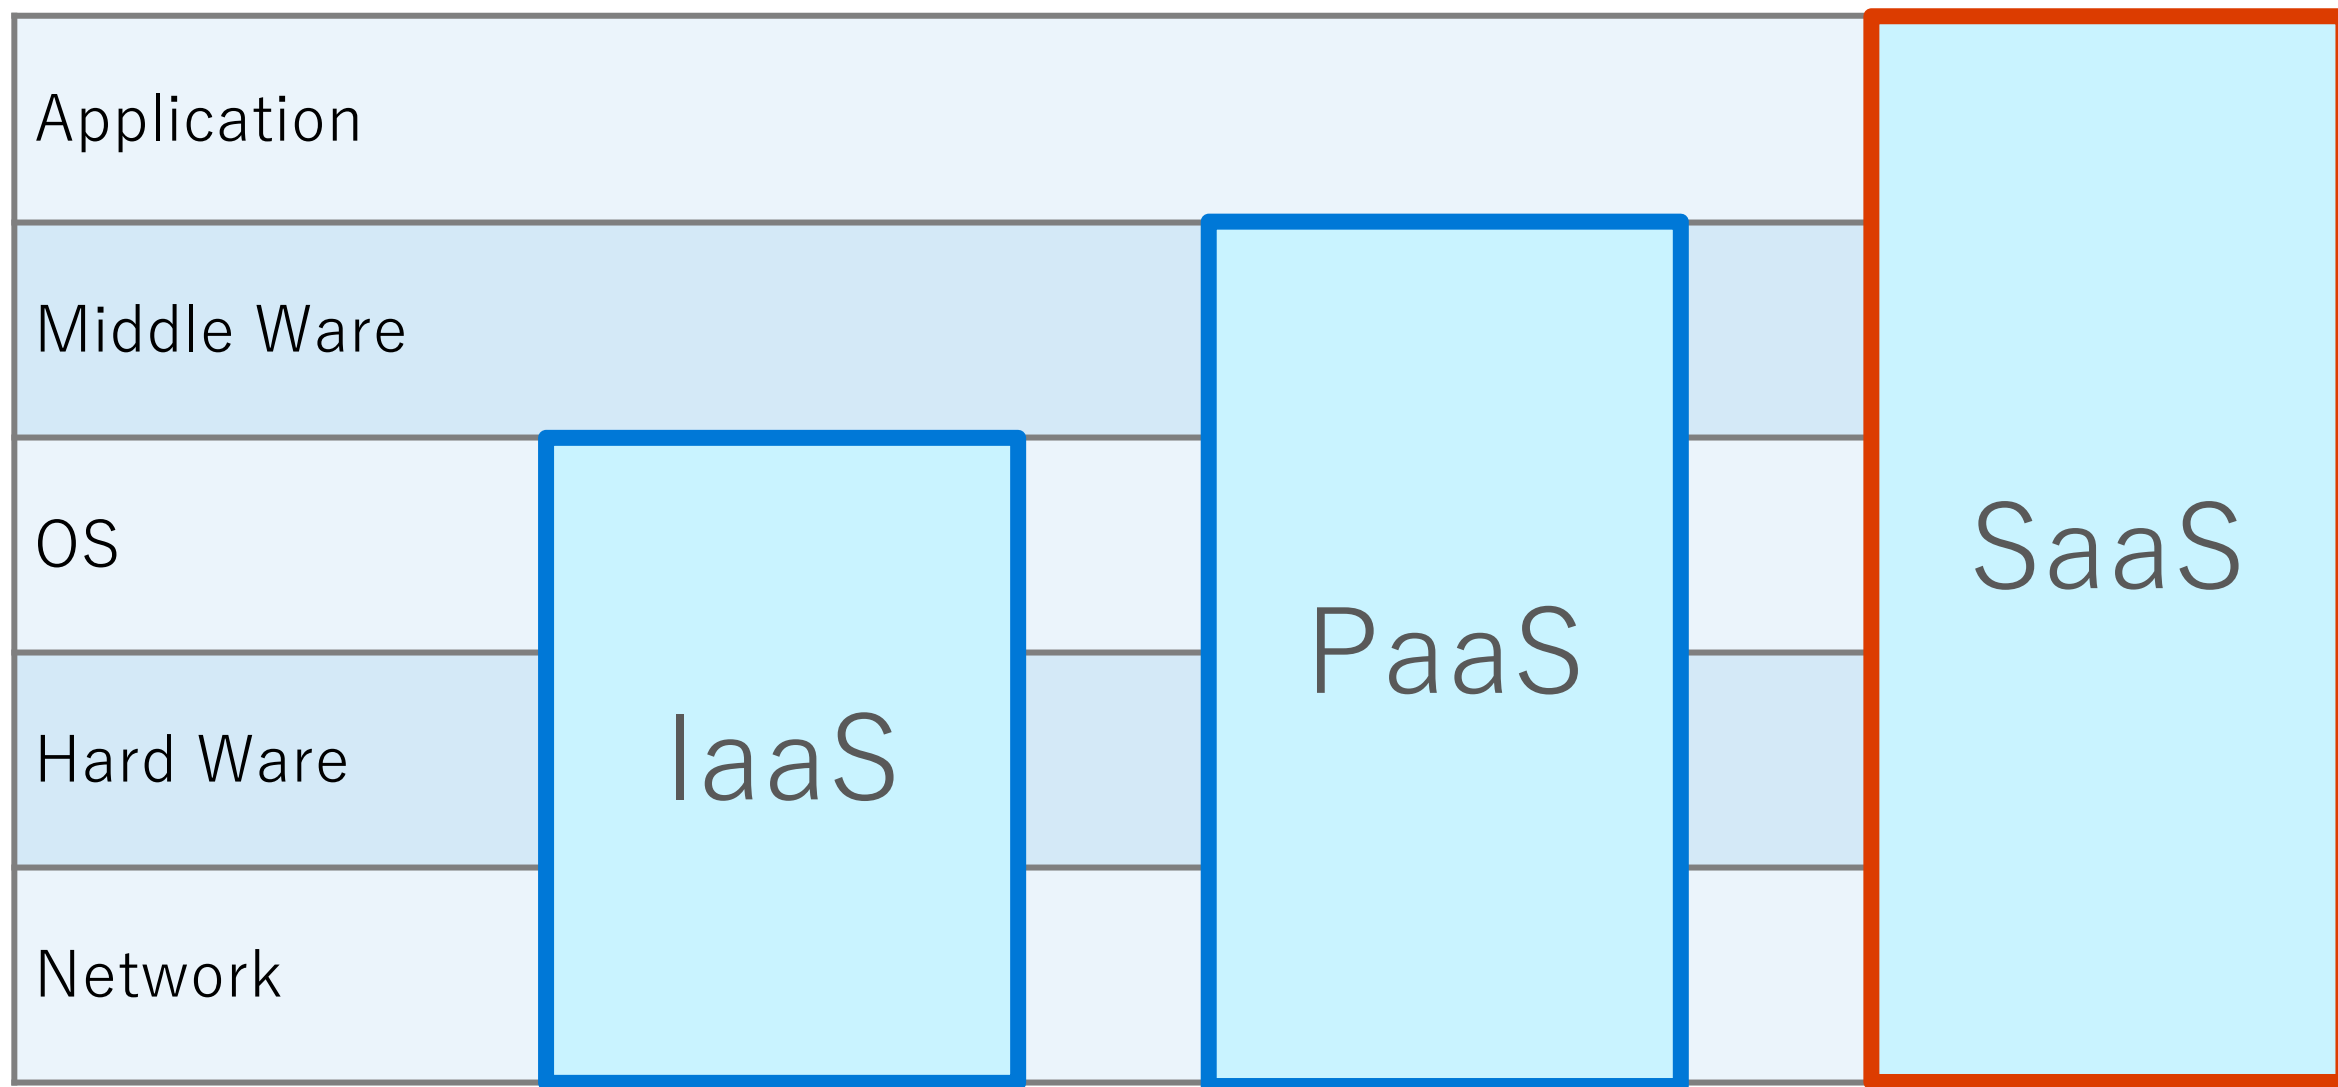 Application
Middle Ware
OS
Hard Ware
Network
IaaS
PaaS
SaaS